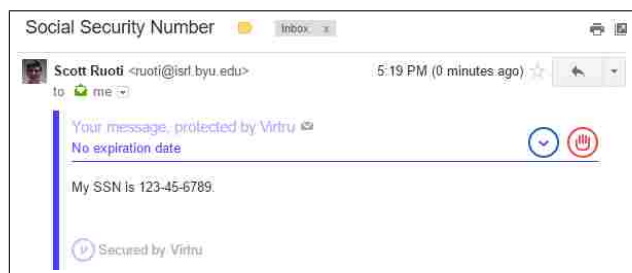 Social Security Number Inbox x
Scott Ruoti <ruoti@isrl.byu.edu> 5:19 PM (0 minutes ago)
to me
Your message, protected by Virtru
No expiration date
My SSN is 123-45-6789.
Secured by Virtru